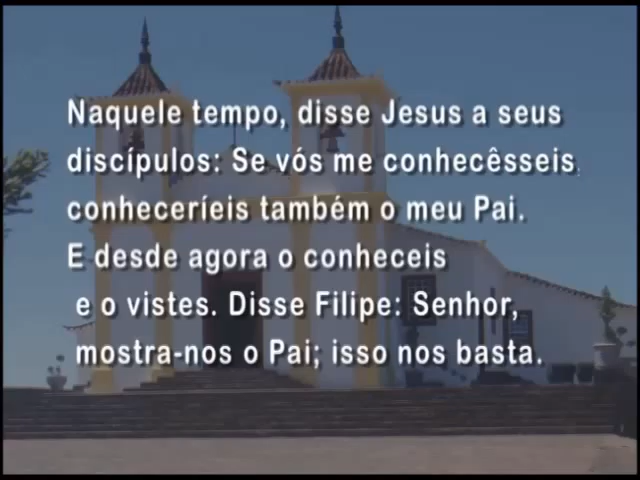 Naquele tempo, disse Jesus a seus
discípulos: Se vós me conhecêsseis,
conheceríeis também o meu Pai.
E desde agora o conheceis
e o vistes. Disse Filipe: Senhor,
mostra-nos o Pai; isso nos basta.